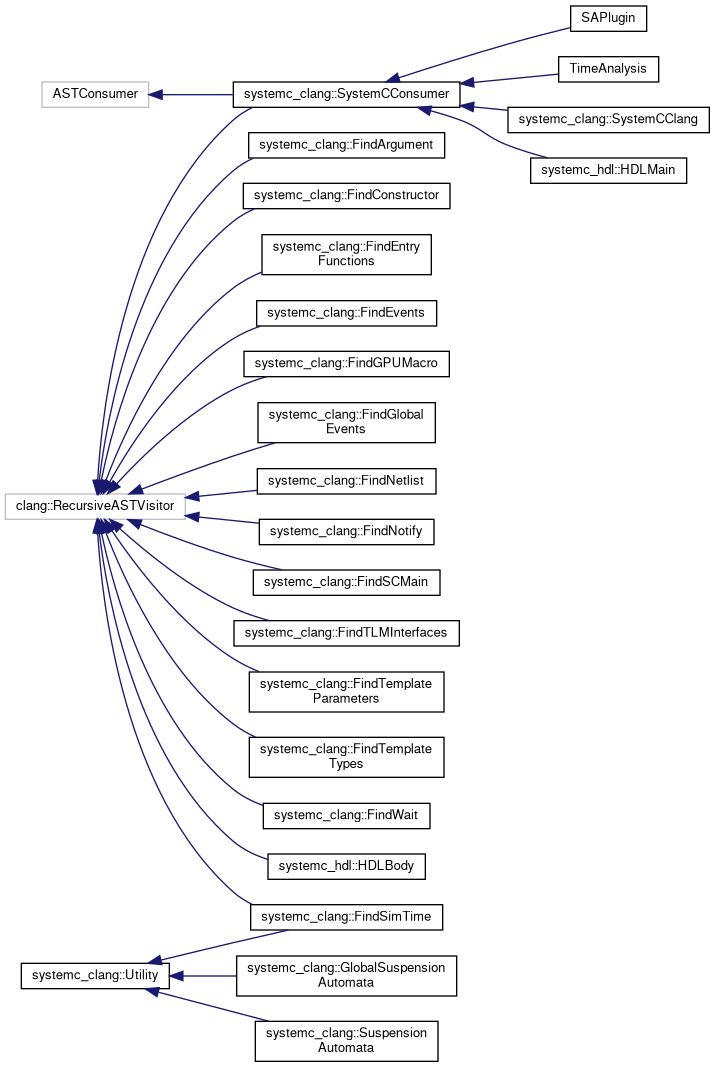 SAPlugin
TimeAnalysis
ASTConsumer
systemc_clang::SystemCConsumer
systemc_clang::SystemCClang
systemc_clang::FindArgument
systemc_hdl::HDLMain
systemc_clang::FindConstructor
systemc_clang::FindEntry
Functions
systemc_clang::FindEvents
systemc_clang::FindGPUMacro
systemc_clang::FindGlobal
Events
systemc_clang::FindNetlist
clang::RecursiveASTVisitor
systemc_clang::FindNotify
systemc_clang::FindSCMain
systemc_clang::FindTLMInterfaces
systemc_clang::FindTemplate
Parameters
systemc_clang::FindTemplate
Types
systemc_clang::FindWait
systemc_hdl::HDLBody
systemc_clang::FindSimTime
systemc_clang::Utility
systemc_clang::GlobalSuspension
Automata
systemc_clang::Suspension
Automata